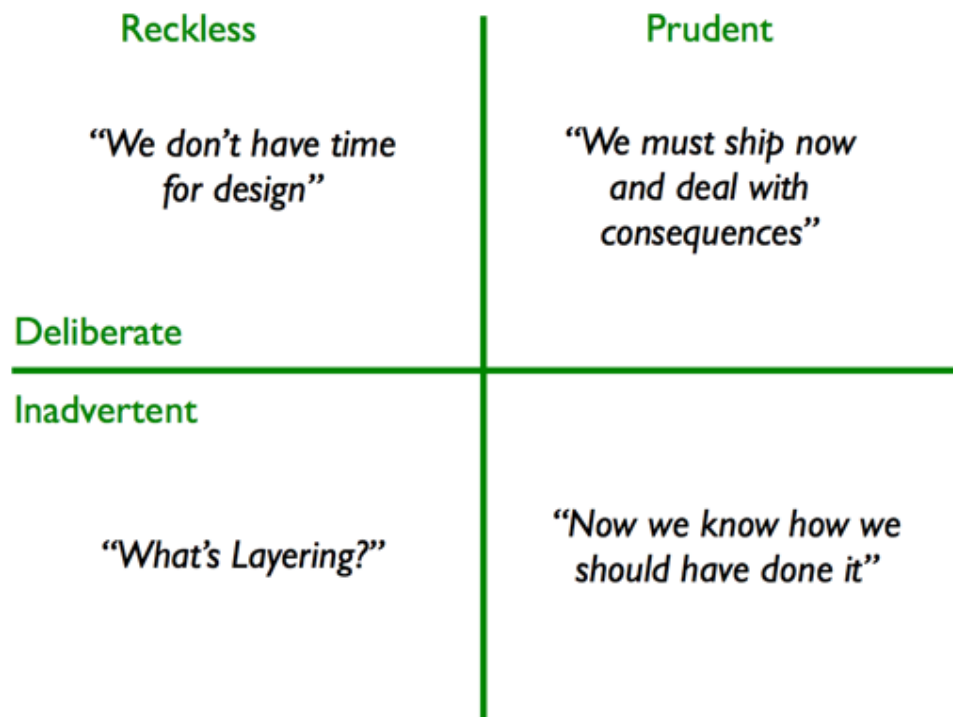 Reckless
Prudent
“We don’t have time
for design”
“We must ship now
and deal with
consequences”
Deliberate
Inadvertent
“What’s Layering?”
“Now we know how we
should have done it”